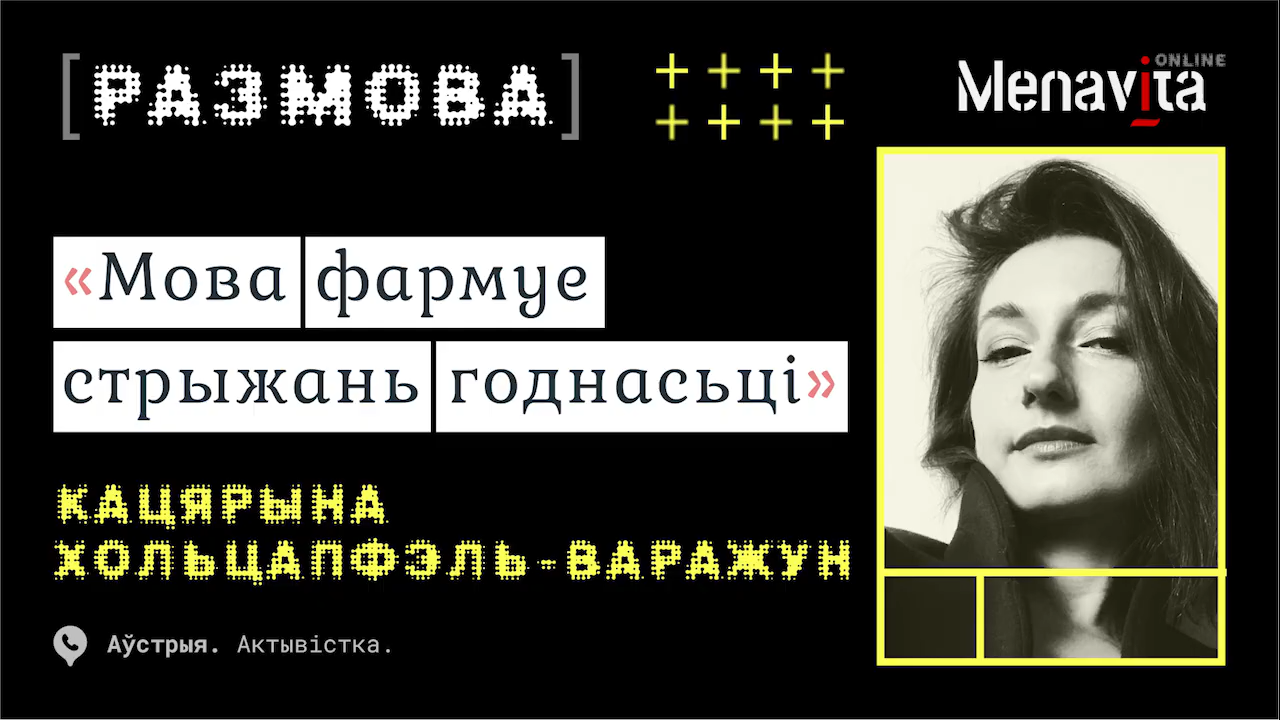 [РАЗМОВА]
Menavita
ONLINE
«Мова фармуе
стрыжань годнасьці»
КАЦЯРЫНА
ХОЛЬЦАПФЭЛЬ-ВАРАЖУН
Аўстрыя. Актывістка.